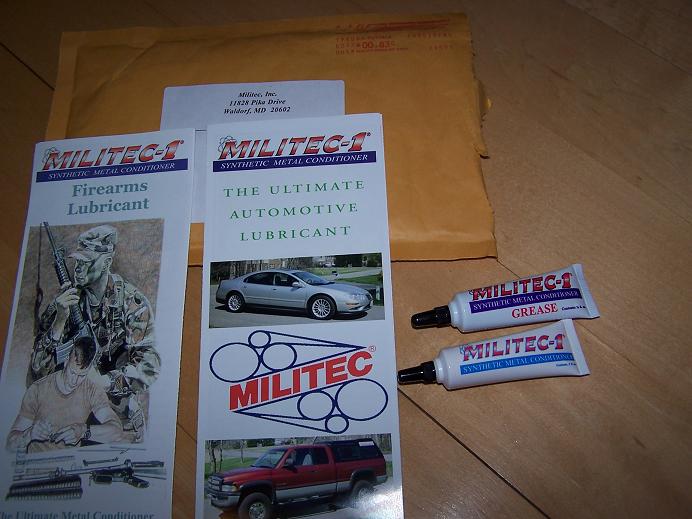 00.83
Militec, Inc.
11828 Pika Drive
Waldorf, MD 20602
MILITEC-1®
SYNTHETIC METAL CONDITIONER
Firearms
Lubricant
The Ultimate Metal Conditioner
MILITEC-1®
SYNTHETIC METAL CONDITIONER
THE ULTIMATE
AUTOMOTIVE
LUBRICANT
MILITEC®
MILITEC-1
SYNTHETIC METAL CONDITIONER
GREASE
MILITEC-1
SYNTHETIC METAL CONDITIONER